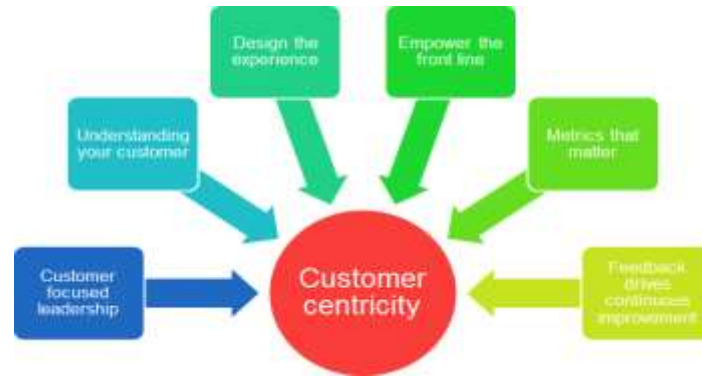 Design the
experience
Empower the
front line
Understanding
your customer
Metrics that
matter
Customer
focused
leadership
Customer
centricity
Feedback
drives
continuous
improvement